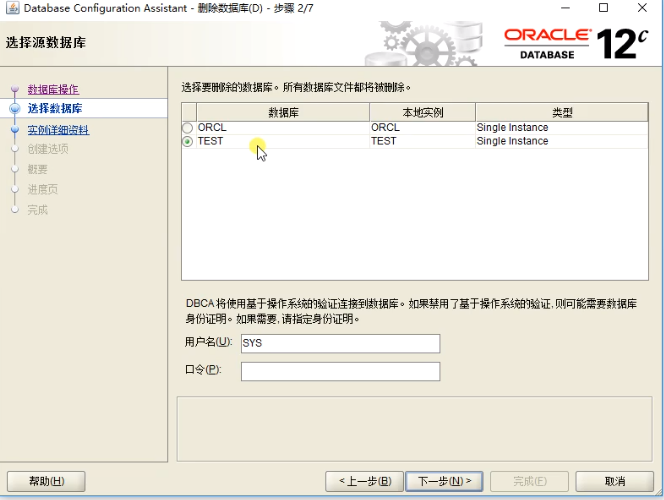 Database Configuration Assistant - 删除数据库(D) - 步骤 2/7
选择源数据库
ORACLE
DATABASE
12c
数据库操作
选择数据库
实例详细资料
创建选项
概要
进度页
完成
选择要删除的数据库。所有数据库文件都将被删除。
数据库 本地实例 类型
ORCL ORCL Single Instance
TEST TEST Single Instance
DBCA 将使用基于操作系统的验证连接到数据库。如果禁用了基于操作系统的验证,则可能需要数据库
身份证明。如果需要,请指定身份证明。
用户名(U): SYS
口令(P):
帮助(H) <上一步(B) 下一步(N)> 完成(F) 取消